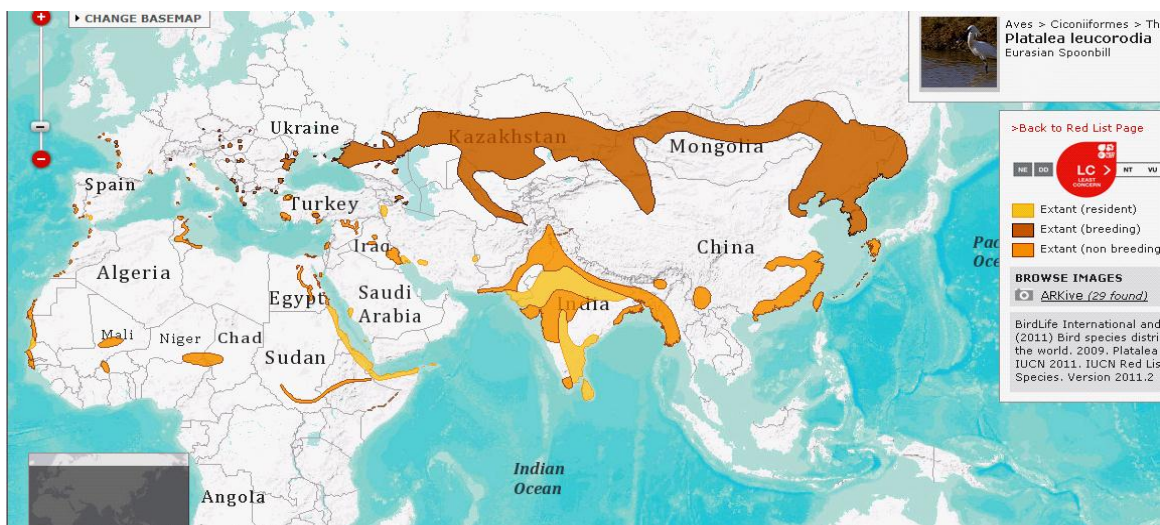 CHANGE BASEMAP
Aves > Ciconiiformes > Th
Platalea leucorodia
Eurasian Spoonbill
>Back to Red List Page
NE DD LC > NT VU
LEAST
CONCERN
Extant (resident)
Extant (breeding)
Extant (non breeding
BROWSE IMAGES
ARKive (29 found)
BirdLife International and
(2011) Bird species distri
the world. 2009. Platalea
IUCN 2011. IUCN Red Lis
Species. Version 2011.2
Ukraine
Kazakhstan
Mongolia
Spain
Turkey
Iraq
China
Pac
Oce
Algeria
Egypt
Saudi
Arabia
India
Mali
Niger
Chad
Sudan
Indian
Ocean
Angola